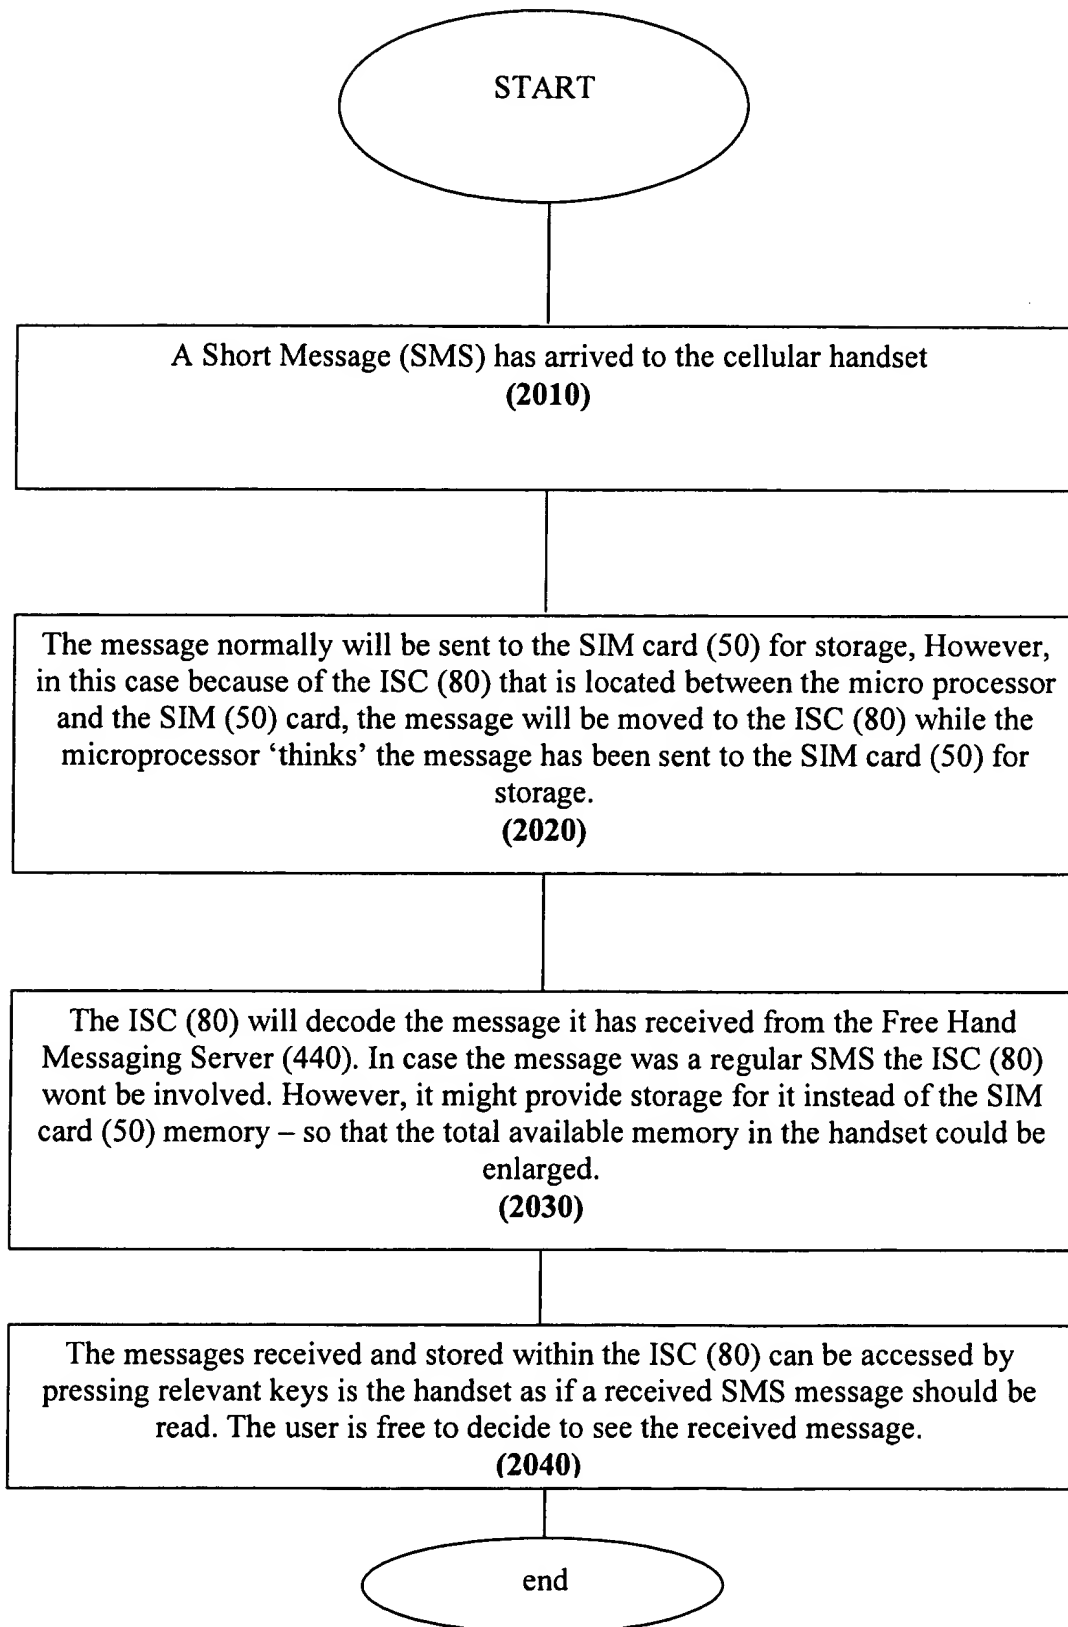 START
A Short Message (SMS) has arrived to the cellular handset
(2010)
The message normally will be sent to the SIM card (50) for storage, However,
in this case because of the ISC (80) that is located between the micro processor
and the SIM (50) card, the message will be moved to the ISC (80) while the
microprocessor ‘thinks’ the message has been sent to the SIM card (50) for
storage.
(2020)
The ISC (80) will decode the message it has received from the Free Hand
Messaging Server (440). In case the message was a regular SMS the ISC (80)
wont be involved. However, it might provide storage for it instead of the SIM
card (50) memory – so that the total available memory in the handset could be
enlarged.
(2030)
The messages received and stored within the ISC (80) can be accessed by
pressing relevant keys is the handset as if a received SMS message should be
read. The user is free to decide to see the received message.
(2040)
end